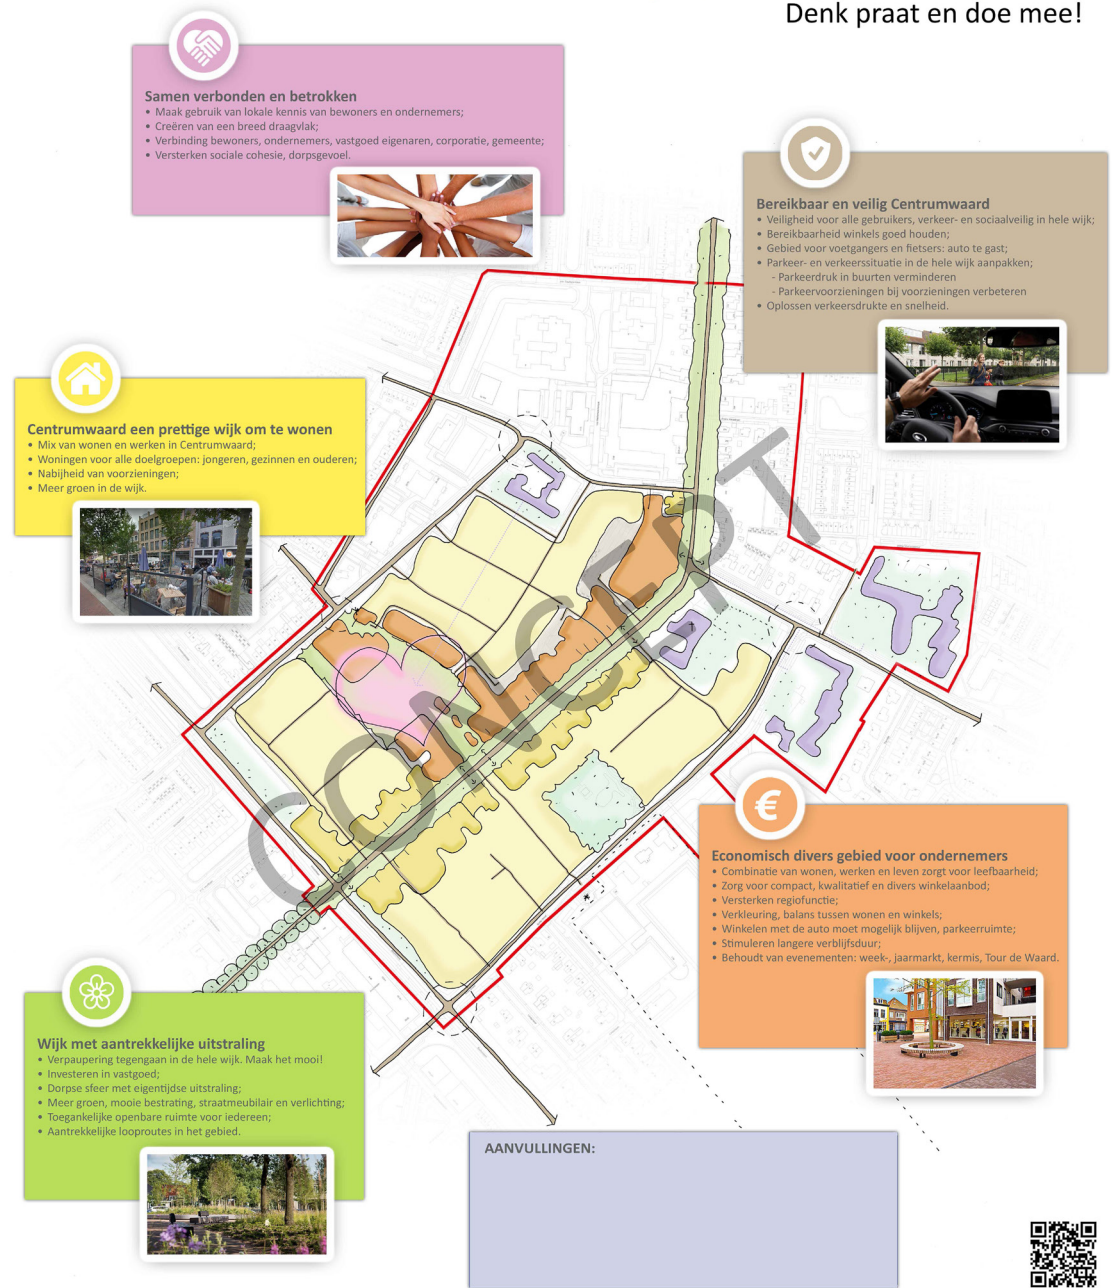 Denk praat en doe mee!
Samen verbonden en betrokken
• Maak gebruik van lokale kennis van bewoners en ondernemers;
• Creëren van een breed draagvlak;
• Verbinding bewoners, ondernemers, vastgoed eigenaren, corporatie, gemeente;
• Versterken sociale cohesie, dorpsgevoel.
Bereikbaar en veilig Centrumwaard
• Veiligheid voor alle gebruikers, verkeer- en sociaalveilig in hele wijk;
• Bereikbaarheid winkels goed houden;
• Gebied voor voetgangers en fietsers: auto te gast;
• Parkeer- en verkeerssituatie in de hele wijk aanpakken;
- Parkeerdruk in buurten verminderen
- Parkeervoorzieningen bij voorzieningen verbeteren
• Oplossen verkeersdrukte en snelheid.
Centrumwaard een prettige wijk om te wonen
• Mix van wonen en werken in Centrumwaard;
• Woningen voor alle doelgroepen: jongeren, gezinnen en ouderen;
• Nabijheid van voorzieningen;
• Meer groen in de wijk.
CONCEPT
Economisch divers gebied voor ondernemers
• Combinatie van wonen, werken en leven zorgt voor leefbaarheid;
• Zorg voor compact, kwalitatief en divers winkelaanbod;
• Versterken regiofunctie;
• Verkleuring, balans tussen wonen en winkels;
• Winkelen met de auto moet mogelijk blijven, parkeerruimte;
• Stimuleren langere verblijfsduur;
• Behoudt van evenementen: week-, jaarmarkt, kermis, Tour de Waard.
Wijk met aantrekkelijke uitstraling
• Verpaupering tegengaan in de hele wijk. Maak het mooi!
• Investeren in vastgoed;
• Dorpse sfeer met eigentijdse uitstraling;
• Meer groen, mooie bestrating, straatmeubilair en verlichting;
• Toegankelijke openbare ruimte voor iedereen;
• Aantrekkelijke looproutes in het gebied.
AANVULLINGEN: